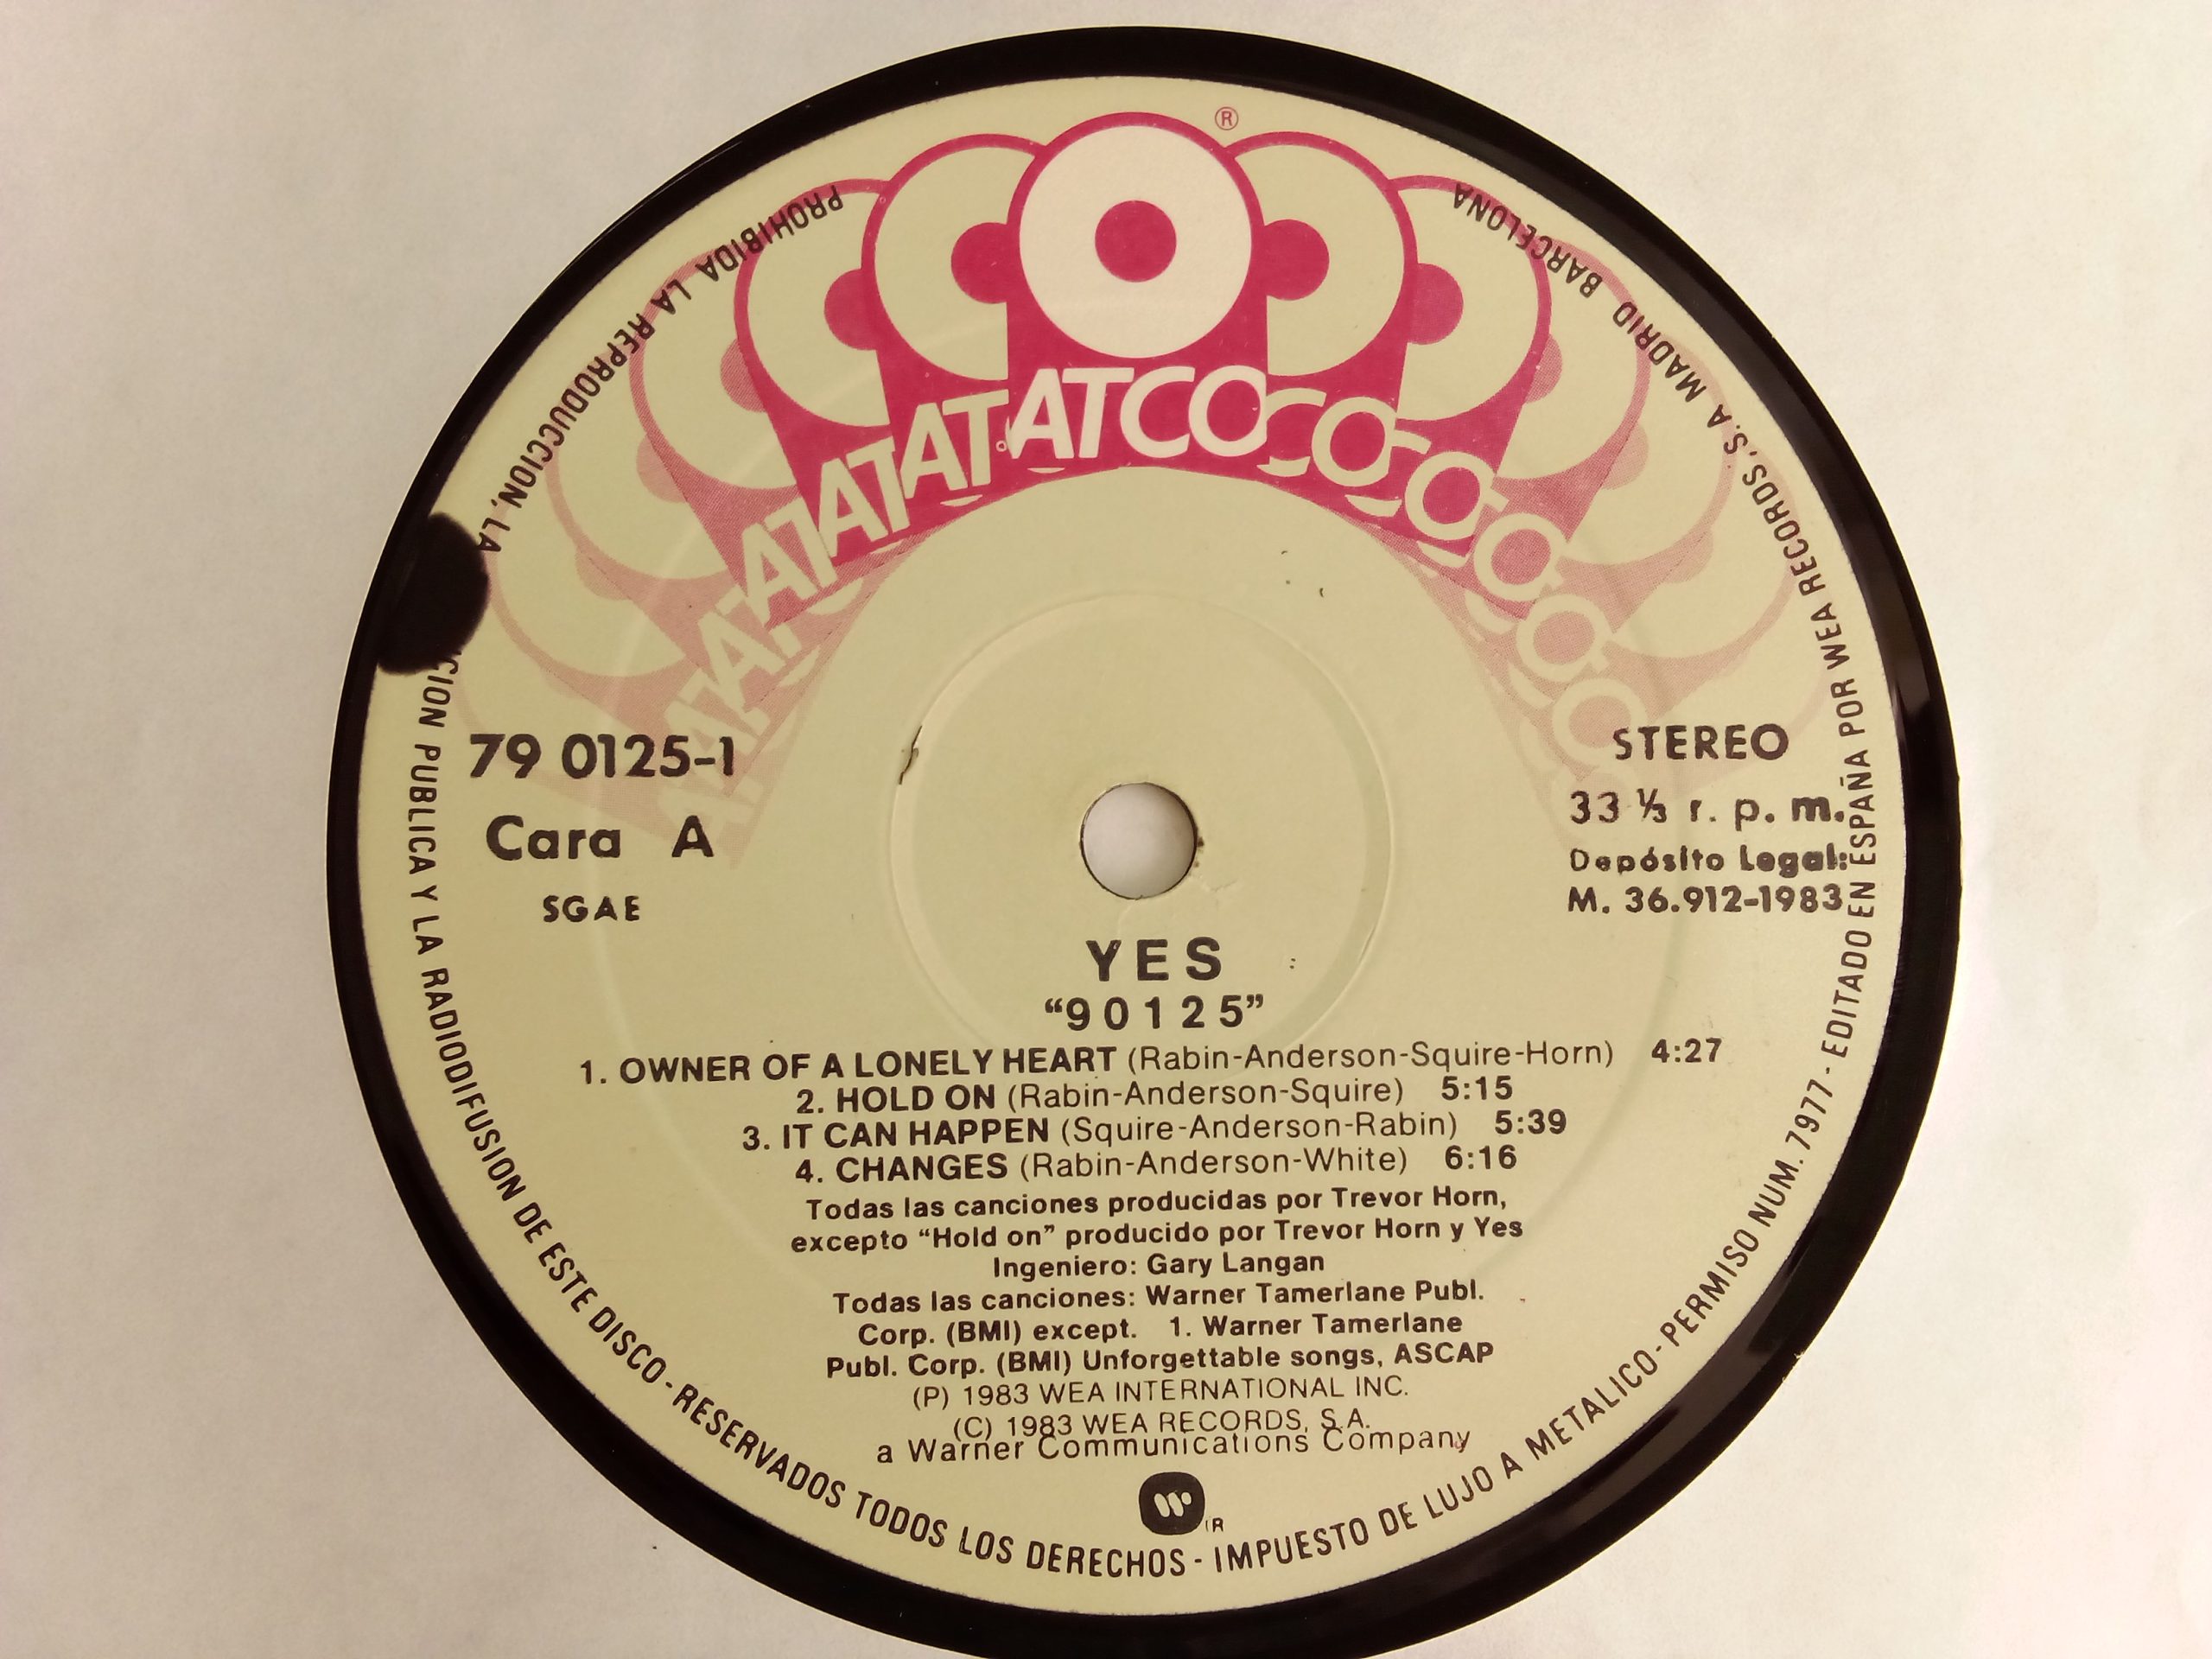 ®
ATATATCOCOCO
PROHIBIDA LA REPRODUCCION, LA
CION PUBLICA Y LA RADIODIFUSION DE ESTE DISCO - RESERVADOS TODOS LOS DERECHOS - IMPUESTO DE LUJO A METALICO - PERMISO NUM. 7977 - EDITADO EN ESPAÑA POR WEA RECORDS, S. A MADRID BARCELONA
79 0125-1
Cara A
SGAE
STEREO
33 ⅓ r. p. m.
Depósito Legal:
M. 36.912-1983
YES
“90125”
1. OWNER OF A LONELY HEART (Rabin-Anderson-Squire-Horn) 4:27
2. HOLD ON (Rabin-Anderson-Squire) 5:15
3. IT CAN HAPPEN (Squire-Anderson-Rabin) 5:39
4. CHANGES (Rabin-Anderson-White) 6:16
Todas las canciones producidas por Trevor Horn,
excepto “Hold on” producido por Trevor Horn y Yes
Ingeniero: Gary Langan
Todas las canciones: Warner Tamerlane Publ.
Corp. (BMI) except. 1. Warner Tamerlane
Publ. Corp. (BMI) Unforgettable songs, ASCAP
(P) 1983 WEA INTERNATIONAL INC.
(C) 1983 WEA RECORDS, S.A.
a Warner Communications Company
W
R